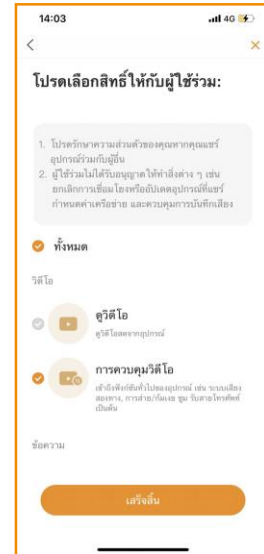 14:03
4G
โปรดเลือกสิทธิ์ให้กับผู้ใช้ร่วม:
1. โปรดรักษาความส่วนตัวของคุณหากคุณแชร์
อุปกรณ์ร่วมกับผู้อื่น
2. ผู้ใช้ร่วมไม่ได้รับอนุญาตให้ทำสิ่งต่าง ๆ เช่น
ยกเลิกการเชื่อมโยงหรืออัปเดตอุปกรณ์ที่แชร์
กำหนดค่าเครือข่าย และควบคุมการบันทึกเสียง
ทั้งหมด
วิดีโอ
ดูวิดีโอ
ดูวิดีโอสดจากอุปกรณ์
การควบคุมวิดีโอ
เข้าถึงฟังก์ชันทั่วไปของอุปกรณ์ เช่น ระบบเสียง
สองทาง, การส่าย/ก้มเงย ซูม รับสายโทรศัพท์
เป็นต้น
ข้อความ
เสร็จสิ้น